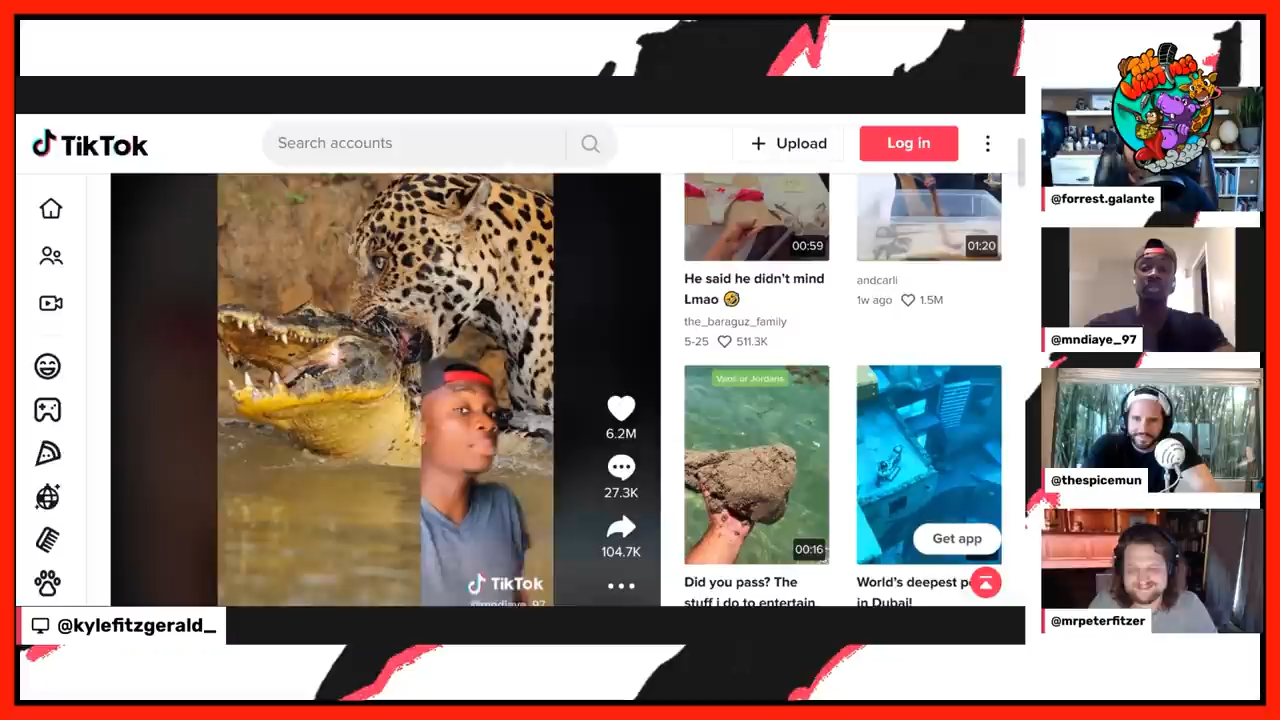 TikTok
Search accounts
Upload
Log in
@forrest.galante
00:59
01:20
He said he didn't mind
Lmao 🤣
the_baraguz_family
5-25 511.3K
andcarli
1w ago 1.5M
@mndiaye_97
6.2M
27.3K
104.7K
Versi or Jordans
00:16
Get app
Did you pass? The
stuff i do to entertain
World's deepest p
in Dubai!
TikTok
@mndiaye_97
@thespicemun
@mrpeterfitzer
@kylefitzgerald_